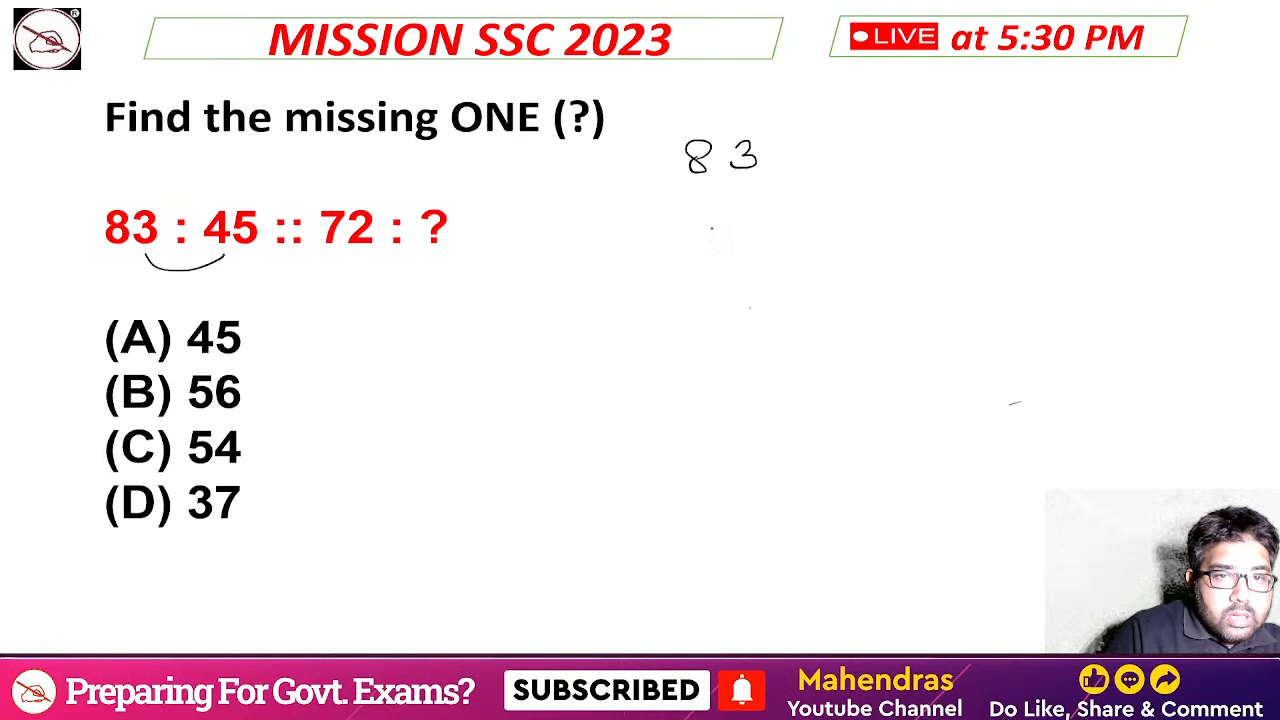 MISSION SSC 2023
LIVE at 5:30 PM
Find the missing ONE (?)
8 3
83 : 45 :: 72 : ?
(A) 45
(B) 56
(C) 54
(D) 37
Preparing For Govt. Exams?
SUBSCRIBED
Mahendras
Youtube Channel
Do Like, Share & Comment